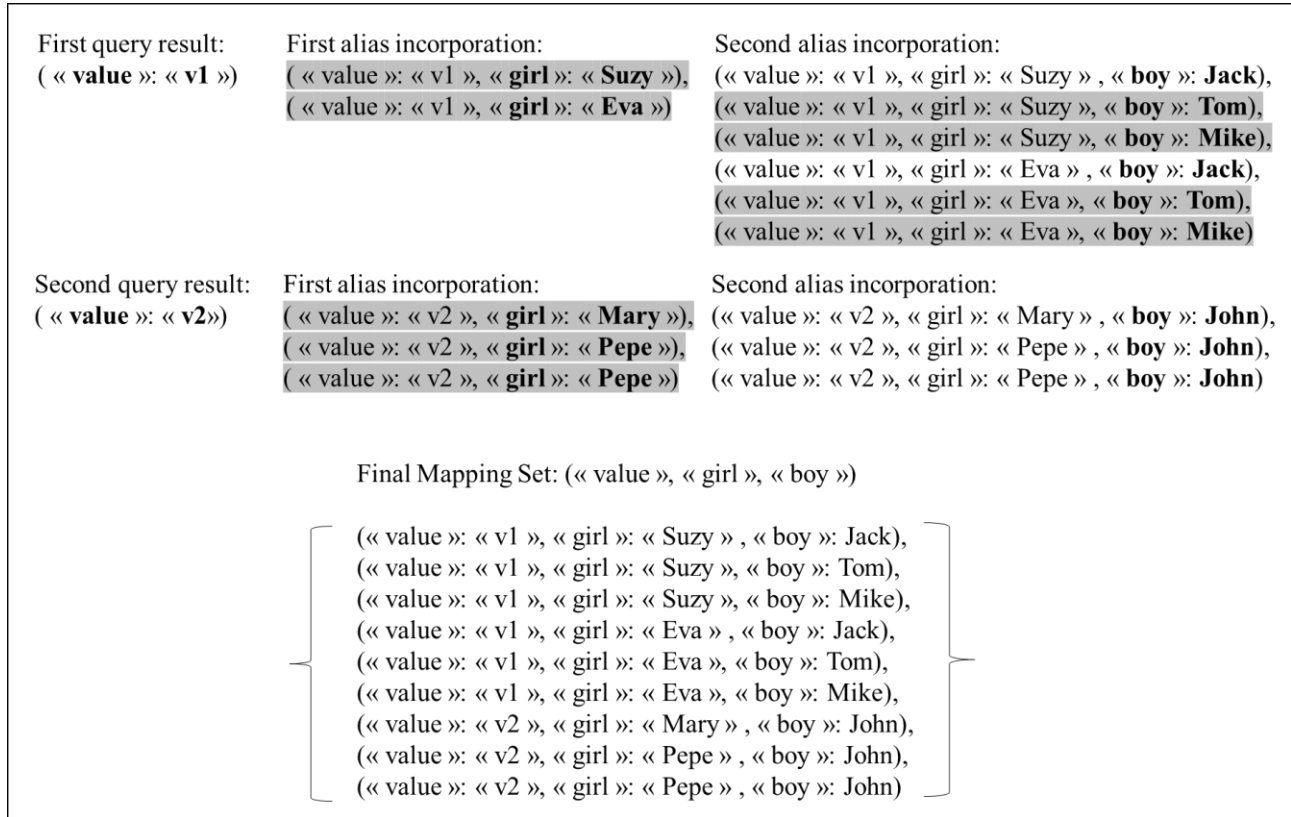 First query result:
( « value »: « v1 »)
First alias incorporation:
( « value »: « v1 », « girl »: « Suzy »),
( « value »: « v1 », « girl »: « Eva »)
Second alias incorporation:
(« value »: « v1 », « girl »: « Suzy » , « boy »: Jack),
(« value »: « v1 », « girl »: « Suzy », « boy »: Tom),
(« value »: « v1 », « girl »: « Suzy », « boy »: Mike),
(« value »: « v1 », « girl »: « Eva » , « boy »: Jack),
(« value »: « v1 », « girl »: « Eva », « boy »: Tom),
(« value »: « v1 », « girl »: « Eva », « boy »: Mike)
Second query result:
( « value »: « v2»)
First alias incorporation:
( « value »: « v2 », « girl »: « Mary »),
( « value »: « v2 », « girl »: « Pepe »),
( « value »: « v2 », « girl »: « Pepe »)
Second alias incorporation:
(« value »: « v2 », « girl »: « Mary » , « boy »: John),
(« value »: « v2 », « girl »: « Pepe » , « boy »: John),
(« value »: « v2 », « girl »: « Pepe » , « boy »: John)
Final Mapping Set: (« value », « girl », « boy »)
(« value »: « v1 », « girl »: « Suzy » , « boy »: Jack),
(« value »: « v1 », « girl »: « Suzy », « boy »: Tom),
(« value »: « v1 », « girl »: « Suzy », « boy »: Mike),
(« value »: « v1 », « girl »: « Eva » , « boy »: Jack),
(« value »: « v1 », « girl »: « Eva », « boy »: Tom),
(« value »: « v1 », « girl »: « Eva », « boy »: Mike),
(« value »: « v2 », « girl »: « Mary » , « boy »: John),
(« value »: « v2 », « girl »: « Pepe » , « boy »: John),
(« value »: « v2 », « girl »: « Pepe » , « boy »: John)